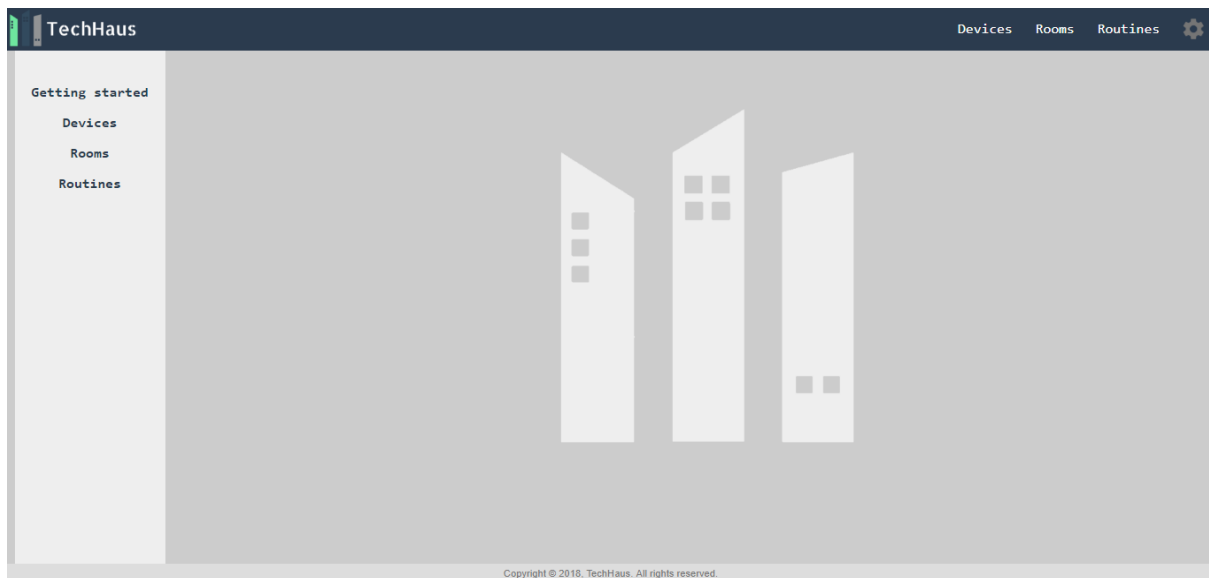 TechHaus
Devices Rooms Routines
Getting started
Devices
Rooms
Routines
Copyright © 2018, TechHaus. All rights reserved.